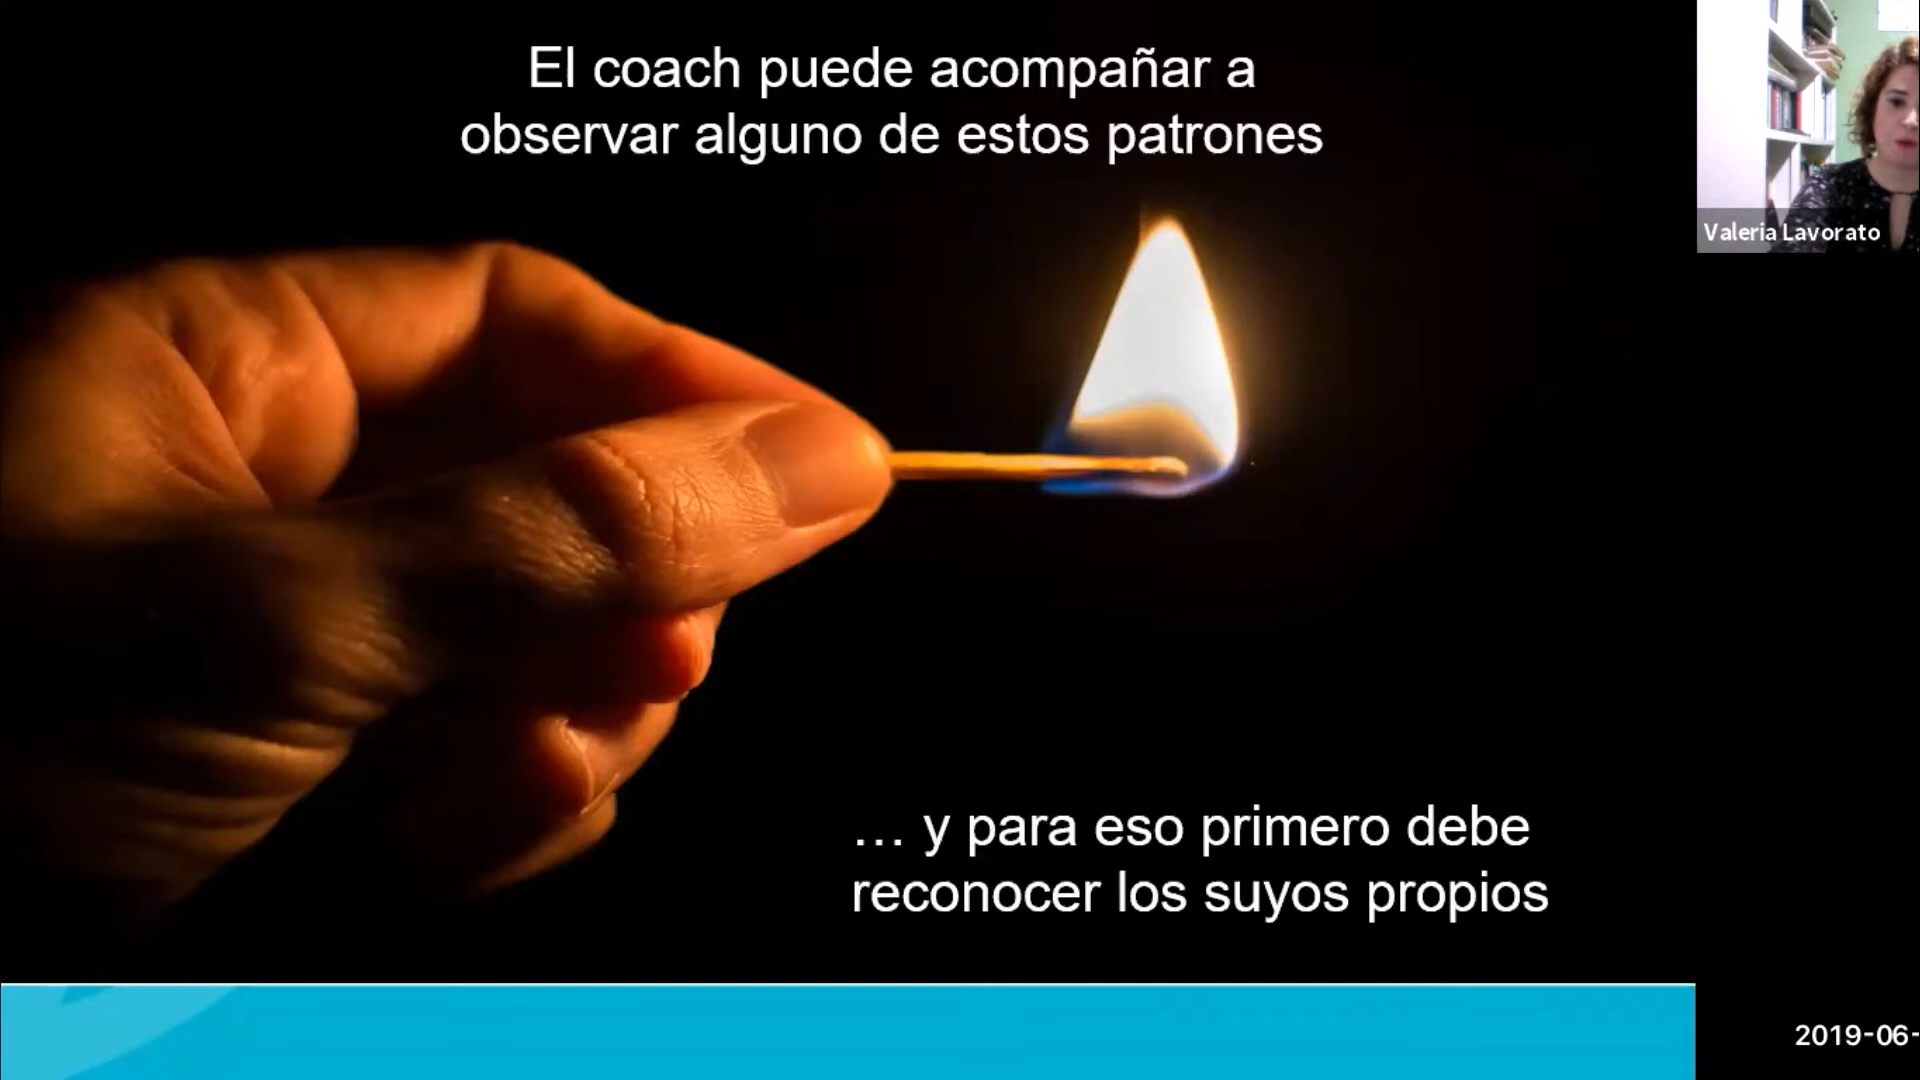 El coach puede acompañar a
observar alguno de estos patrones
Valeria Lavorato
… y para eso primero debe
reconocer los suyos propios
2019-06-